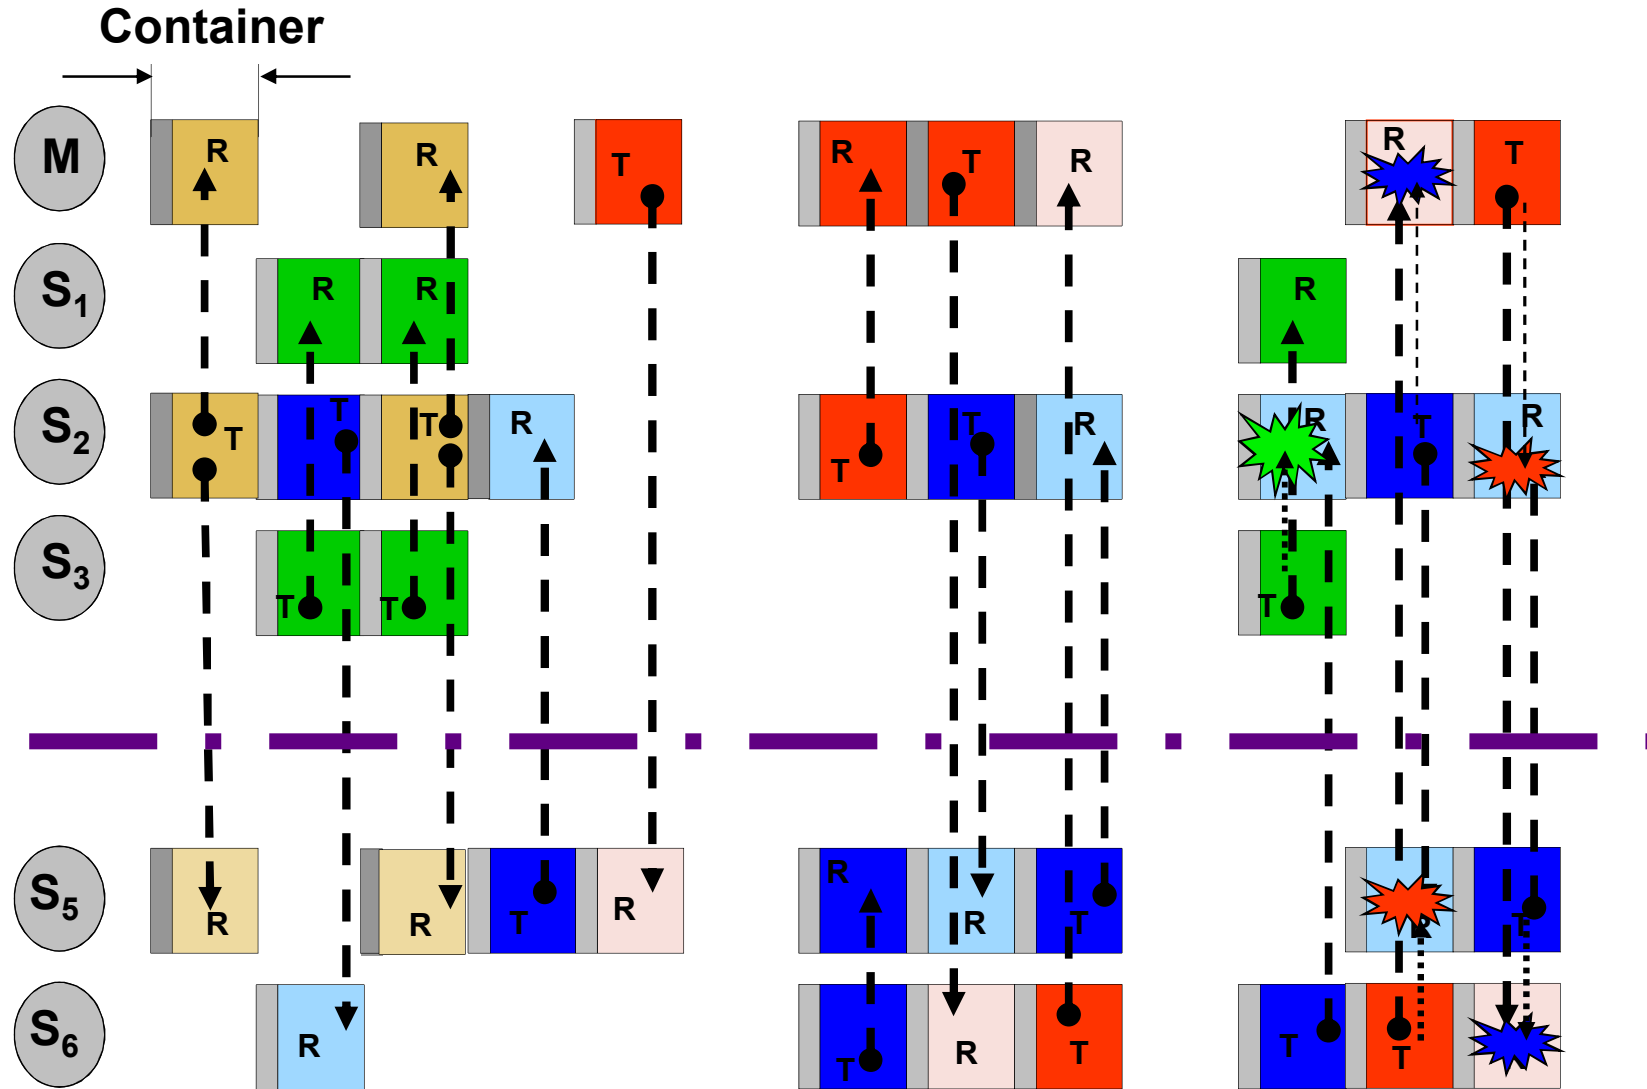 Container
M R R T R T R R T
S1 R R R
S2 T T T R T T R R T R
S3 T T T
S5 R R T R R R T R T
S6 R T R T T T